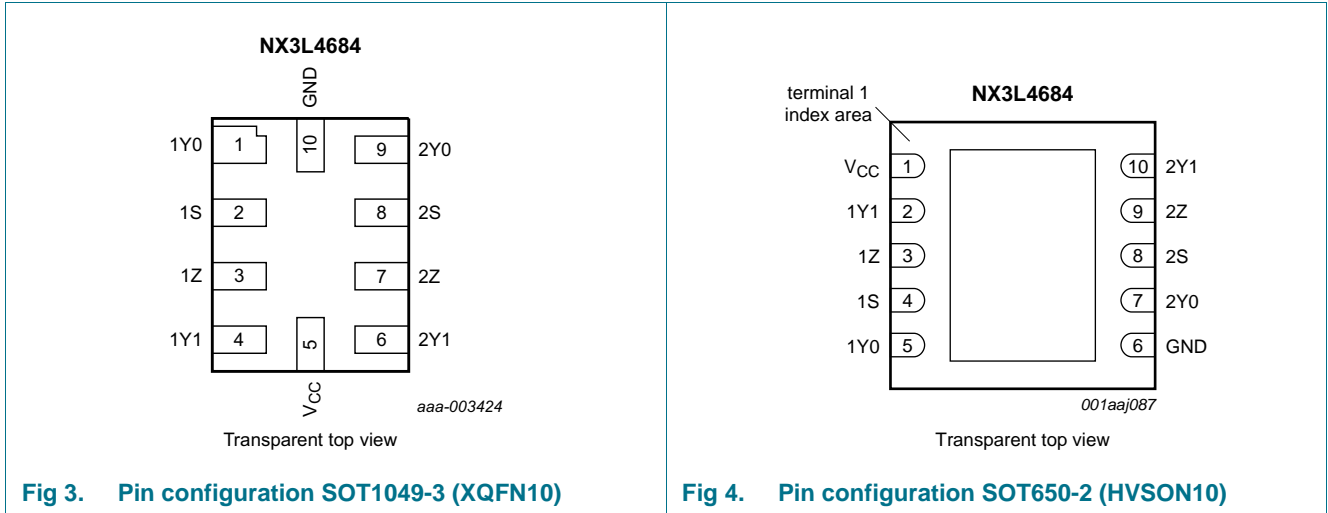 NX3L4684
GND
1Y0 1 10 9 2Y0
1S 2 8 2S
1Z 3 7 2Z
1Y1 4 5 6 2Y1
VCC
aaa-003424
Transparent top view
Fig 3. Pin configuration SOT1049-3 (XQFN10)
terminal 1
index area
NX3L4684
VCC 1 10 2Y1
1Y1 2 9 2Z
1Z 3 8 2S
1S 4 7 2Y0
1Y0 5 6 GND
001aaj087
Transparent top view
Fig 4. Pin configuration SOT650-2 (HVSON10)